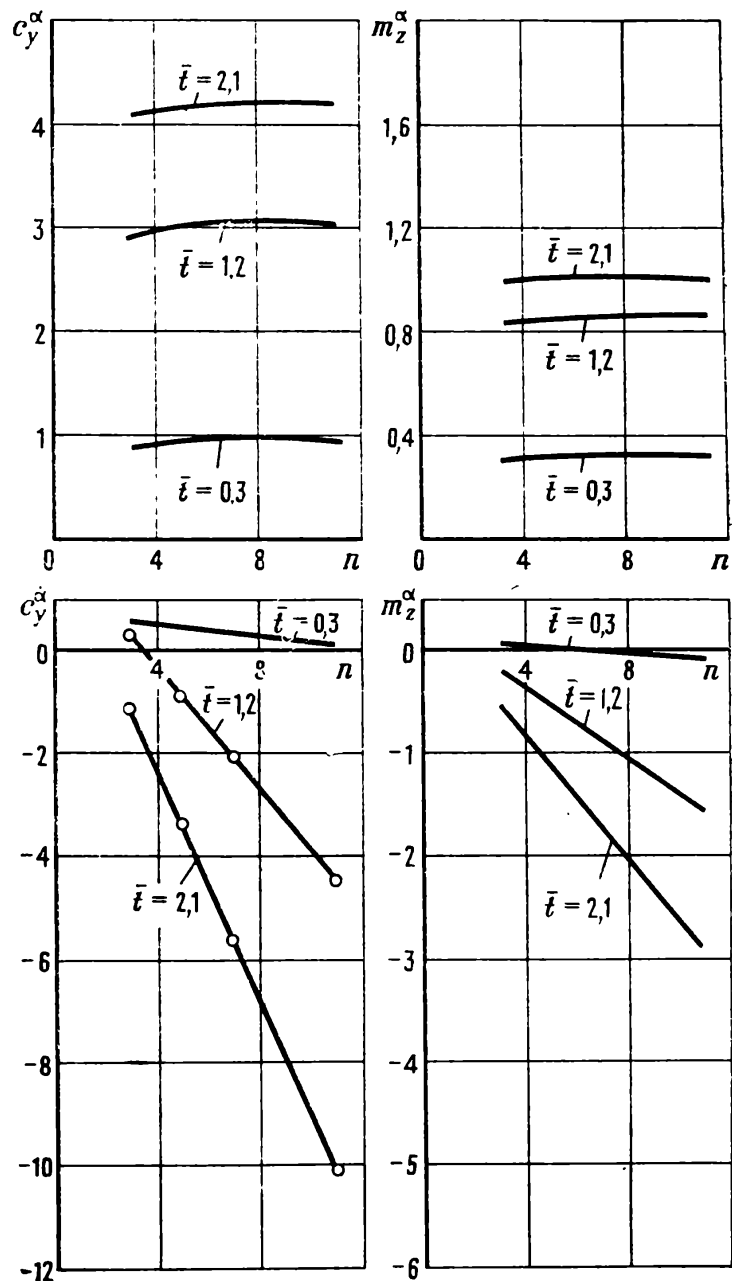 c_y^α
4
3
2
1
0
4
8
n
t̄ = 2,1
t̄ = 1,2
t̄ = 0,3
m_z^α
1,6
1,2
0,8
0,4
0
4
8
n
t̄ = 2,1
t̄ = 1,2
t̄ = 0,3
c_y^α̇
0
-2
-4
-6
-8
-10
-12
4
8
n
t̄ = 0,3
t̄ = 1,2
t̄ = 2,1
m_z^α
0
-1
-2
-3
-4
-5
-6
4
8
n
t̄ = 0,3
t̄ = 1,2
t̄ = 2,1